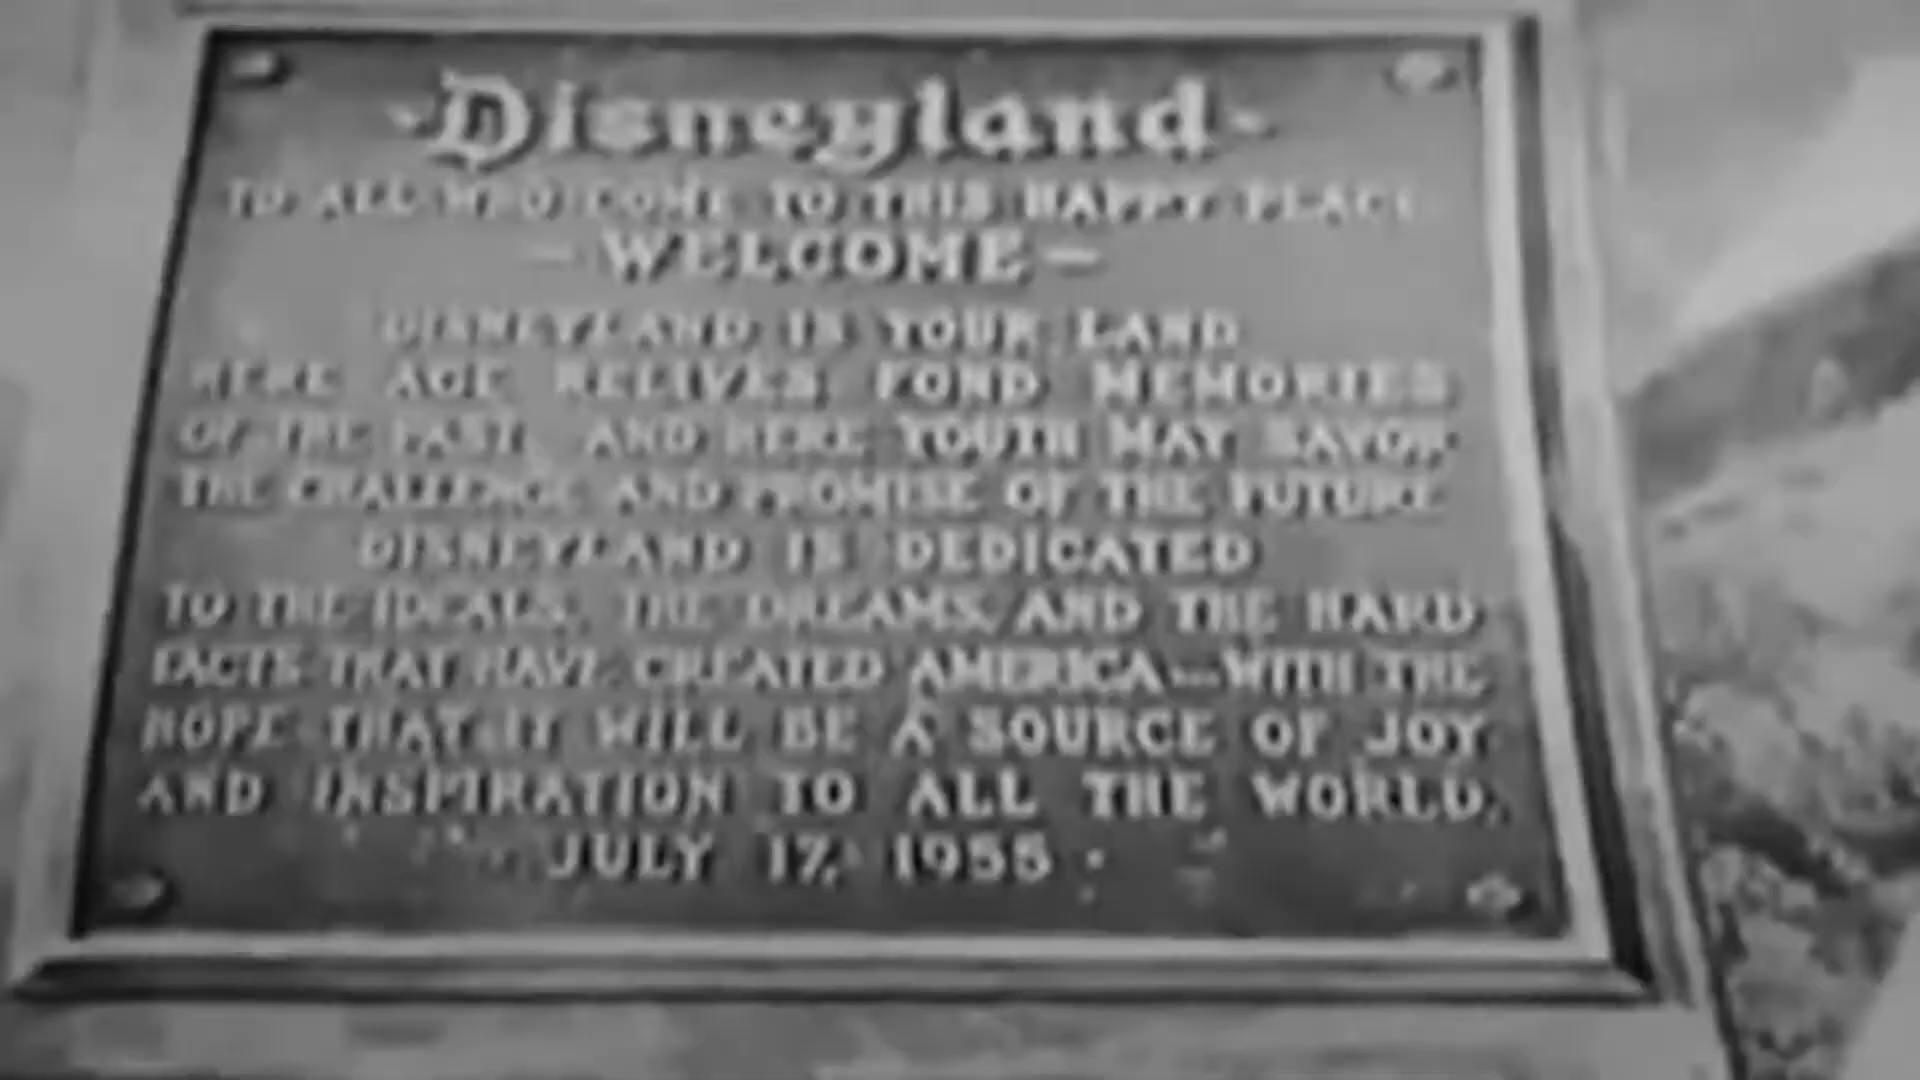 -Disneyland-
TO ALL WHO COME TO THIS HAPPY PLACE
- WELCOME -
DISNEYLAND IS YOUR LAND
HERE AGE RELIVES FOND MEMORIES
OF THE PAST, AND HERE YOUTH MAY SAVOR
THE CHALLENGE AND PROMISE OF THE FUTURE
DISNEYLAND IS DEDICATED
TO THE IDEALS, THE DREAMS, AND THE HARD
FACTS THAT HAVE CREATED AMERICA—WITH THE
HOPE THAT IT WILL BE A SOURCE OF JOY
AND INSPIRATION TO ALL THE WORLD.
JULY 17, 1955